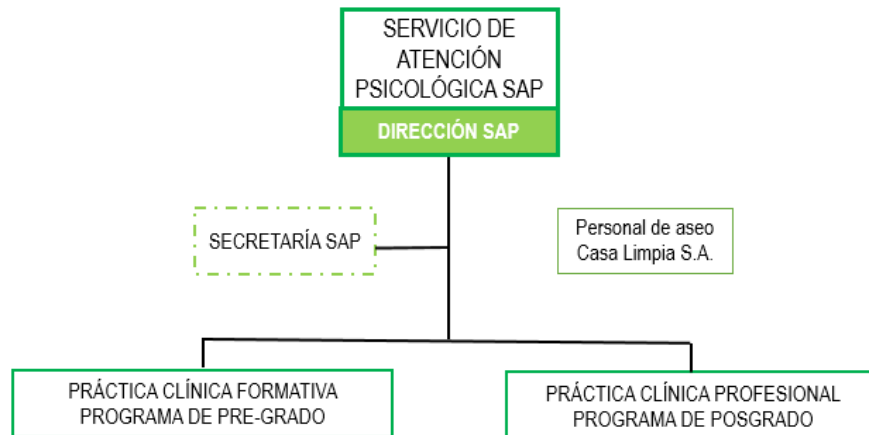 SERVICIO DE
ATENCIÓN
PSICOLÓGICA SAP
DIRECCIÓN SAP
SECRETARÍA SAP
Personal de aseo
Casa Limpia S.A.
PRÁCTICA CLÍNICA FORMATIVA
PROGRAMA DE PRE-GRADO
PRÁCTICA CLÍNICA PROFESIONAL
PROGRAMA DE POSGRADO